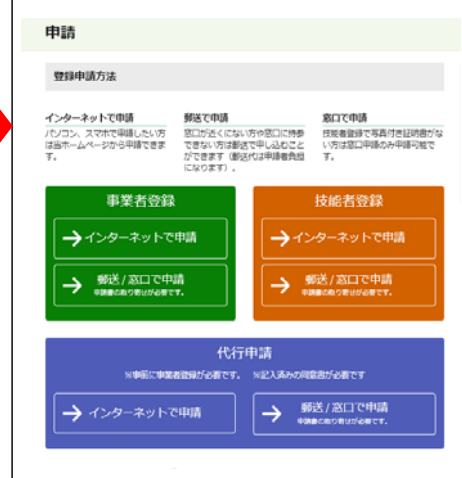 申請
登録申請方法
インターネットで申請
パソコン、スマホで申請したい方
は当ホームページから申請できま
す。
郵送で申請
窓口が近くにない方や窓口に持参
できない方は郵送で申し込むこと
ができます（郵送代は申請者負担
になります）.
窓口で申請
技能者登録で写真付き証明書がな
い方は窓口申請のみ申請可能で
す。
事業者登録
→インターネットで申請
→ 郵送/窓口で申請
申請書の取り寄せが必要です。
技能者登録
→インターネットで申請
→ 郵送/窓口で申請
申請書の取り寄せが必要です。
代行申請
※事前に事業者登録が必要です。 ※記入済みの同意書が必要です
→ インターネットで申請
→ 郵送/窓口で申請
申請書の取り寄せが必要です。